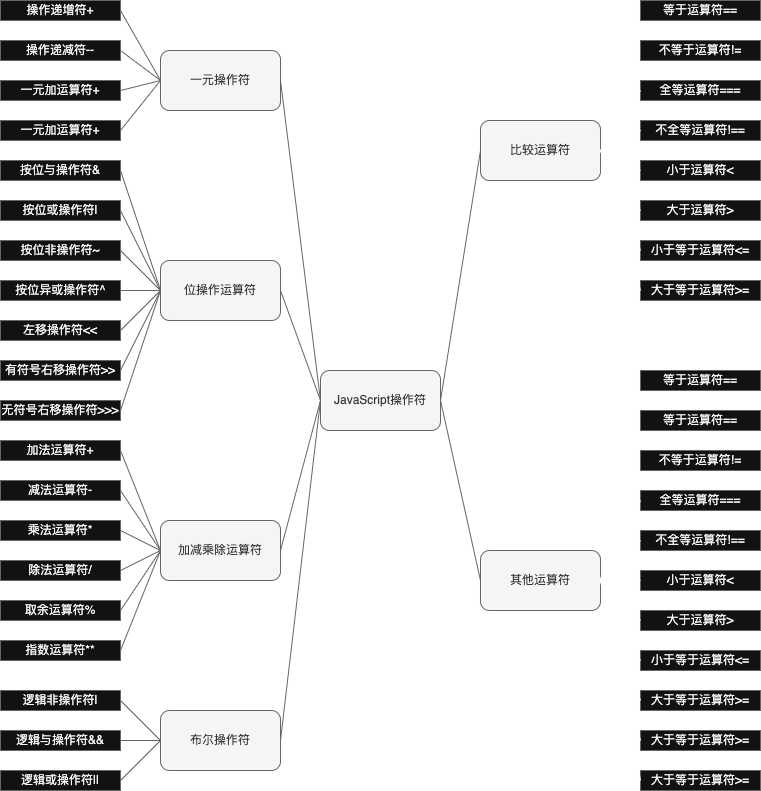 操作递增符+
操作递减符--
一元加运算符+
一元加运算符+
一元操作符
按位与操作符&
按位或操作符|
按位非操作符~
按位异或操作符^
左移操作符<<
有符号右移操作符>>
无符号右移操作符>>>
位操作运算符
加法运算符+
减法运算符-
乘法运算符*
除法运算符/
取余运算符%
指数运算符**
加减乘除运算符
逻辑非操作符|
逻辑与操作符&&
逻辑或操作符||
布尔操作符
JavaScript操作符
比较运算符
等于运算符==
不等于运算符!=
全等运算符===
不全等运算符!==
小于运算符<
大于运算符>
小于等于运算符<=
大于等于运算符>=
其他运算符
等于运算符==
等于运算符==
不等于运算符!=
全等运算符===
不全等运算符!==
小于运算符<
大于运算符>
小于等于运算符<=
大于等于运算符>=
大于等于运算符>=
大于等于运算符>=